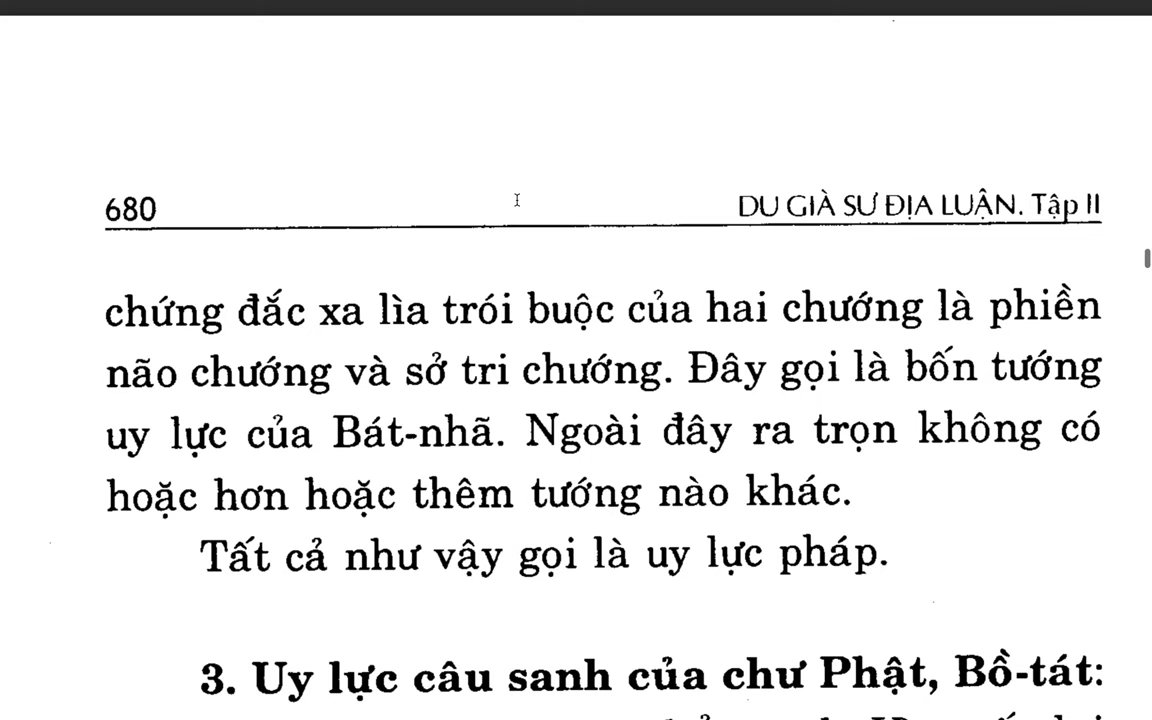 680
DU GIÀ SƯ ĐỊA LUẬN. Tập II
chứng đắc xa lìa trói buộc của hai chướng là phiền
não chướng và sở tri chướng. Đây gọi là bốn tướng
uy lực của Bát-nhã. Ngoài đây ra trọn không có
hoặc hơn hoặc thêm tướng nào khác.
Tất cả như vậy gọi là uy lực pháp.
3. Uy lực câu sanh của chư Phật, Bồ-tát: